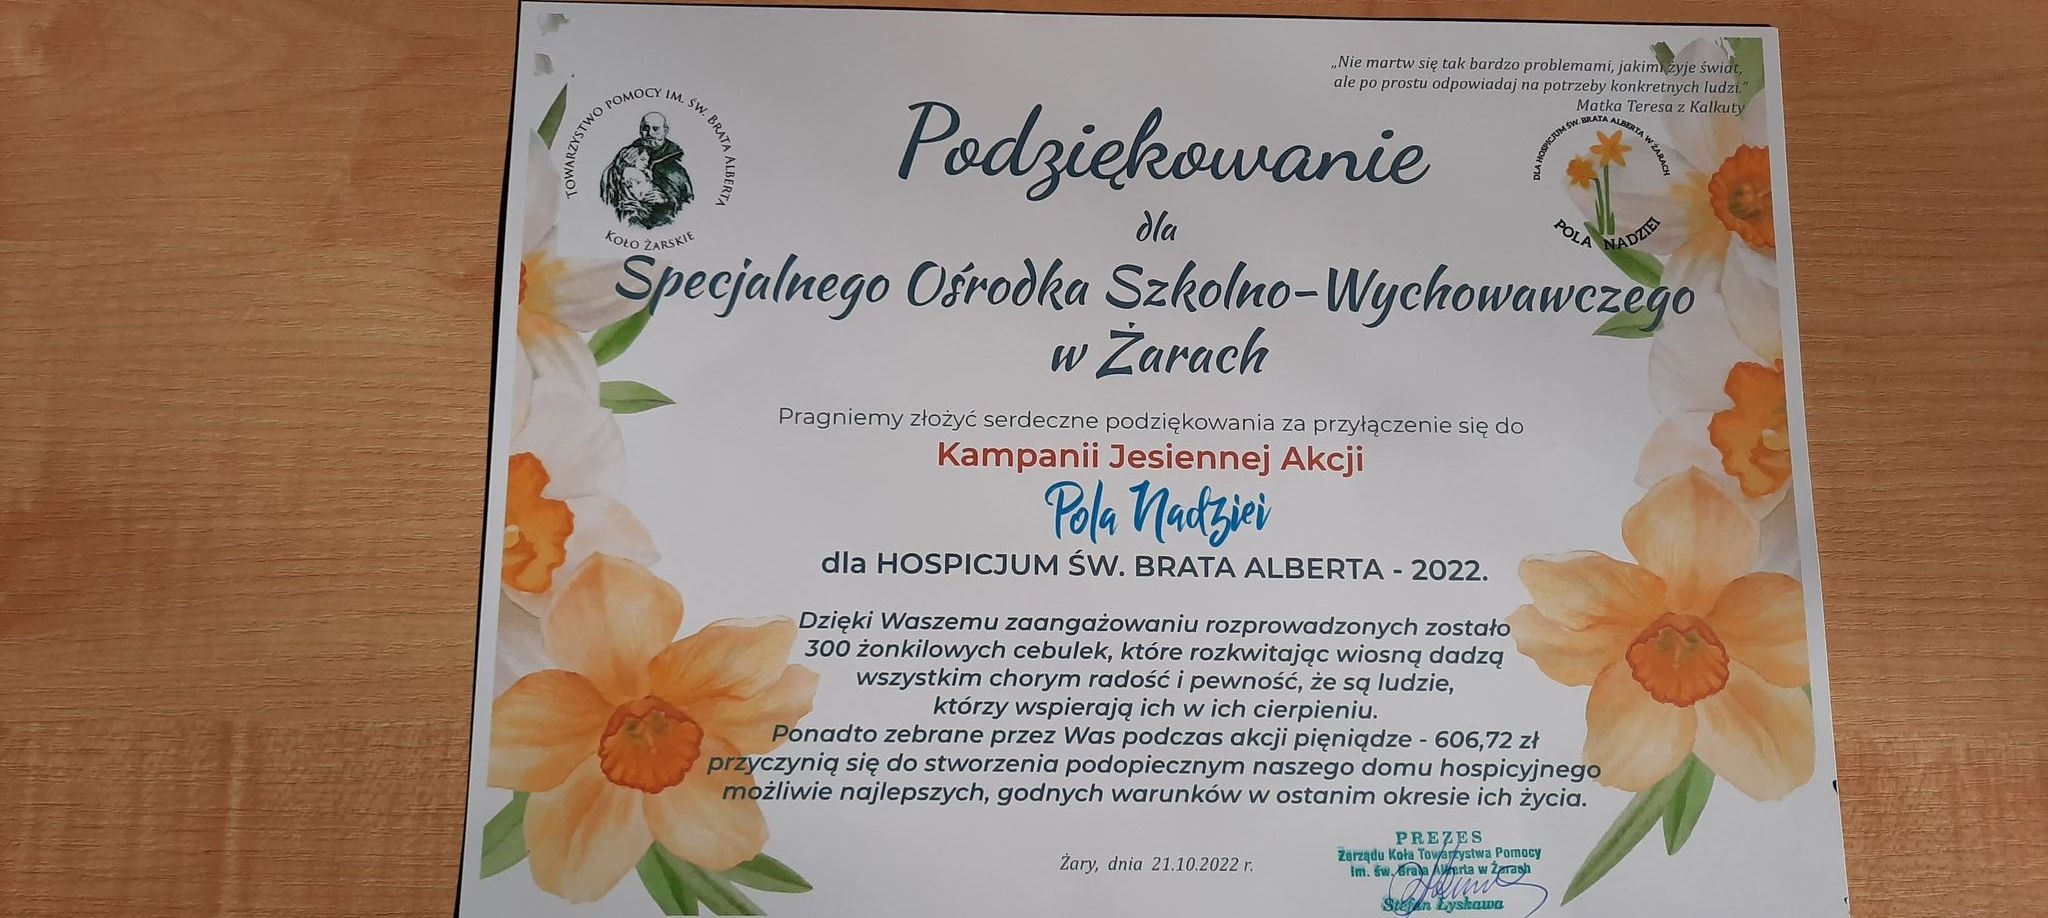 „Nie martw się tak bardzo problemami, jakimi żyje świat,
ale po prostu odpowiadaj na potrzeby konkretnych ludzi.”
Matka Teresa z Kalkuty
TOWARZYSTWO POMOCY IM. ŚW. BRATA ALBERTA
KOŁO ŻARSKIE
DLA HOSPICJUM ŚW. BRATA ALBERTA W ŻARACH
POLA NADZIEI
Podziękowanie
dla
Specjalnego Ośrodka Szkolno-Wychowawczego
w Żarach
Pragniemy złożyć serdeczne podziękowania za przyłączenie się do
Kampanii Jesiennej Akcji
Pola Nadziei
dla HOSPICJUM ŚW. BRATA ALBERTA - 2022.
Dzięki Waszemu zaangażowaniu rozprowadzonych zostało
300 żonkilowych cebulek, które rozkwitając wiosną dadzą
wszystkim chorym radość i pewność, że są ludzie,
którzy wspierają ich w ich cierpieniu.
Ponadto zebrane przez Was podczas akcji pieniądze - 606,72 zł
przyczynią się do stworzenia podopiecznym naszego domu hospicyjnego
możliwie najlepszych, godnych warunków w ostanim okresie ich życia.
Żary, dnia 21.10.2022 r.
PREZES
Zarządu Koła Towarzystwa Pomocy
im. św. Brata Alberta w Żarach
Stefan Łyskawa